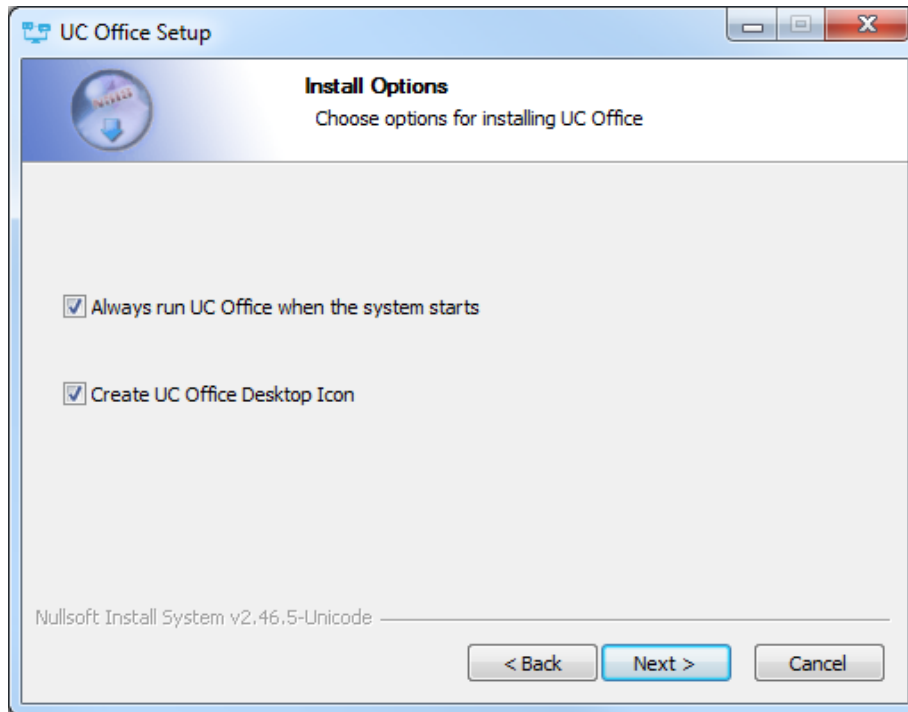 UC Office Setup
Install Options
Choose options for installing UC Office
Always run UC Office when the system starts
Create UC Office Desktop Icon
Nullsoft Install System v2.46.5-Unicode
< Back Next > Cancel